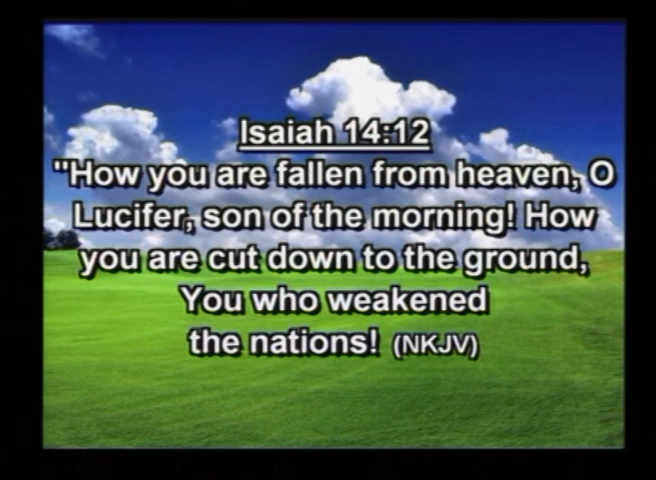 Isaiah 14:12
"How you are fallen from heaven, O
Lucifer, son of the morning! How
you are cut down to the ground,
You who weakened
the nations! (NKJV)